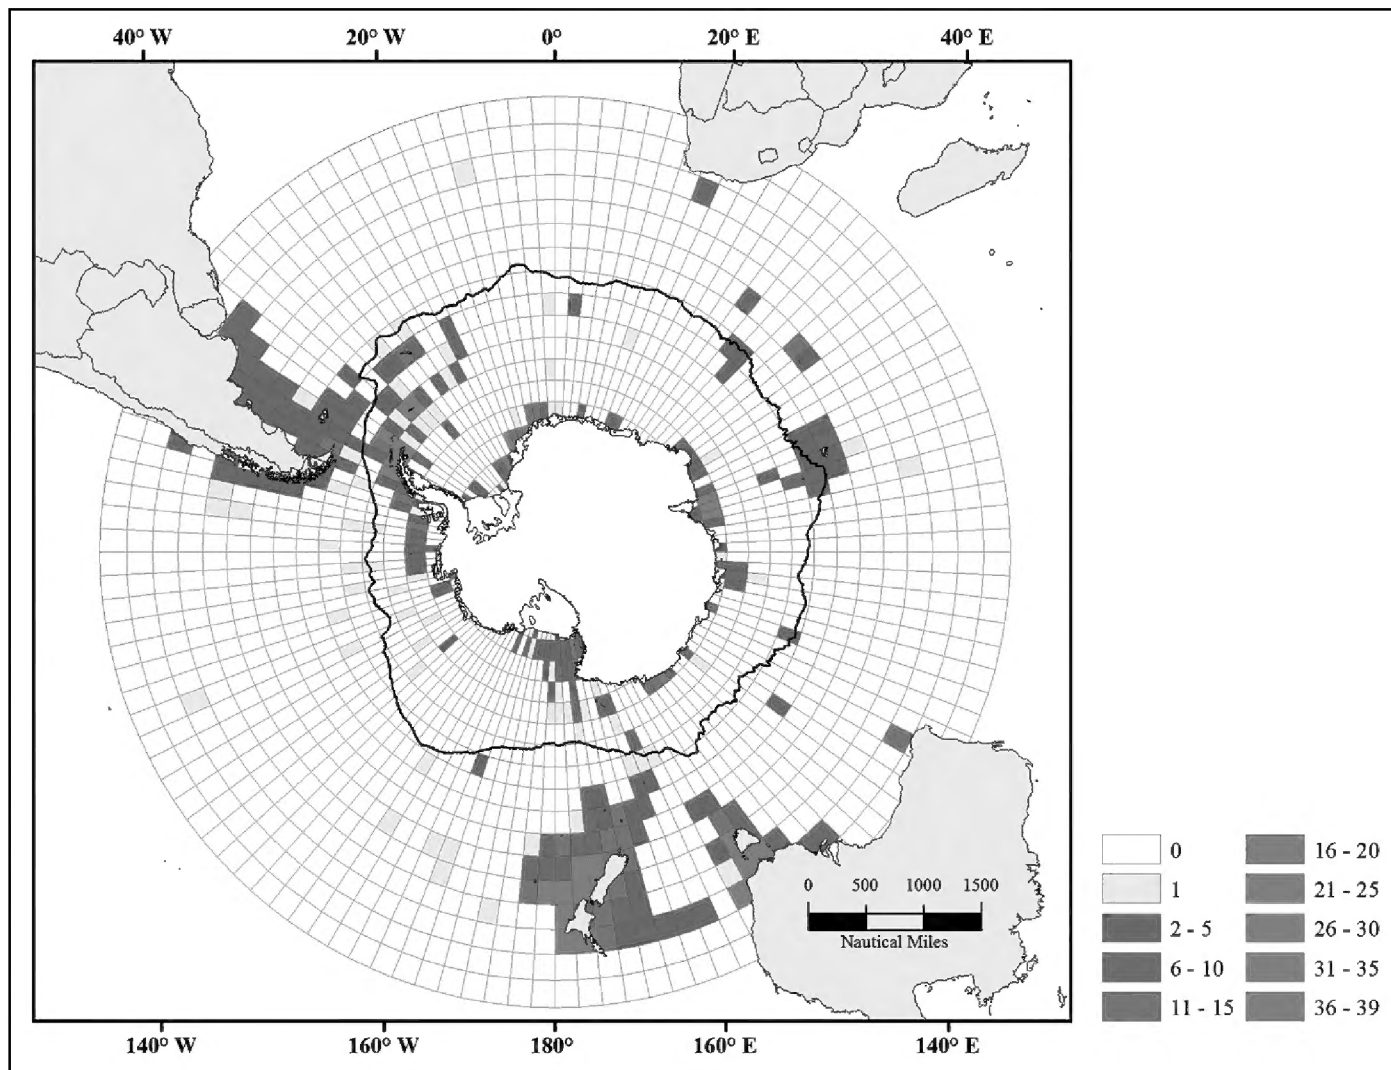 40° W 20° W 0° 20° E 40° E
0 16 - 20
1 21 - 25
2 - 5 26 - 30
6 - 10 31 - 35
11 - 15 36 - 39
0 500 1000 1500
Nautical Miles
140° W 160° W 180° 160° E 140° E